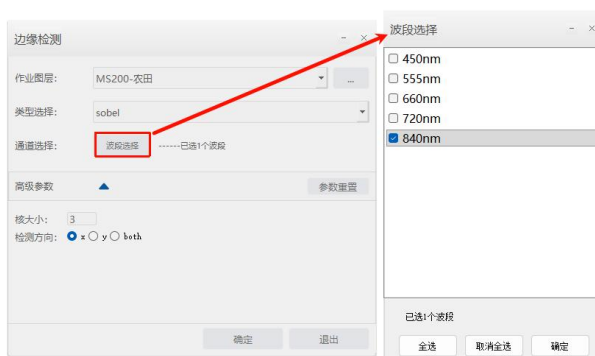 边缘检测
作业图层: MS200-农田 ...
类型选择: sobel
通道选择: 波段选择 ------已选1个波段
高级参数 参数重置
核大小: 3
检测方向: x y both
确定 退出
波段选择
450nm
555nm
660nm
720nm
840nm
已选1个波段
全选 取消全选 确定